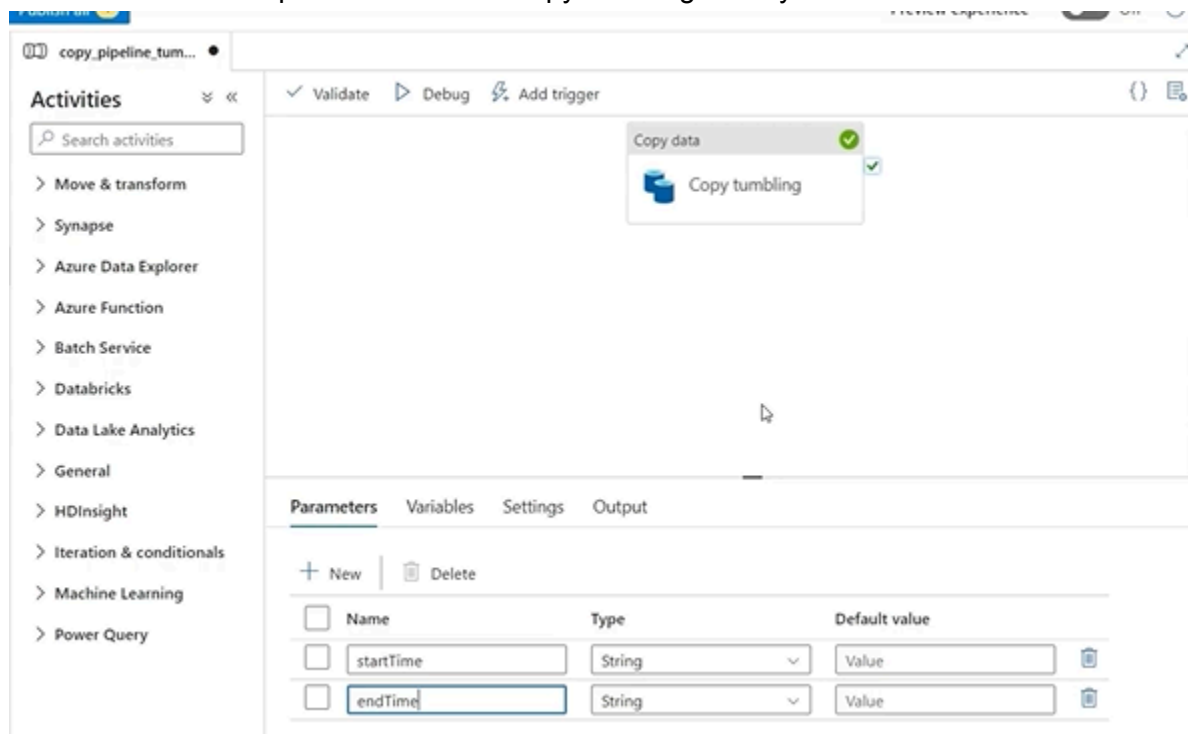 copy_pipeline_tum...
Activities
Validate Debug Add trigger
Search activities
Move & transform
Synapse
Azure Data Explorer
Azure Function
Batch Service
Databricks
Data Lake Analytics
General
HDInsight
Iteration & conditionals
Machine Learning
Power Query
Copy data
Copy tumbling
Parameters Variables Settings Output
+ New Delete
Name Type Default value
startTime String Value
endTime String Value